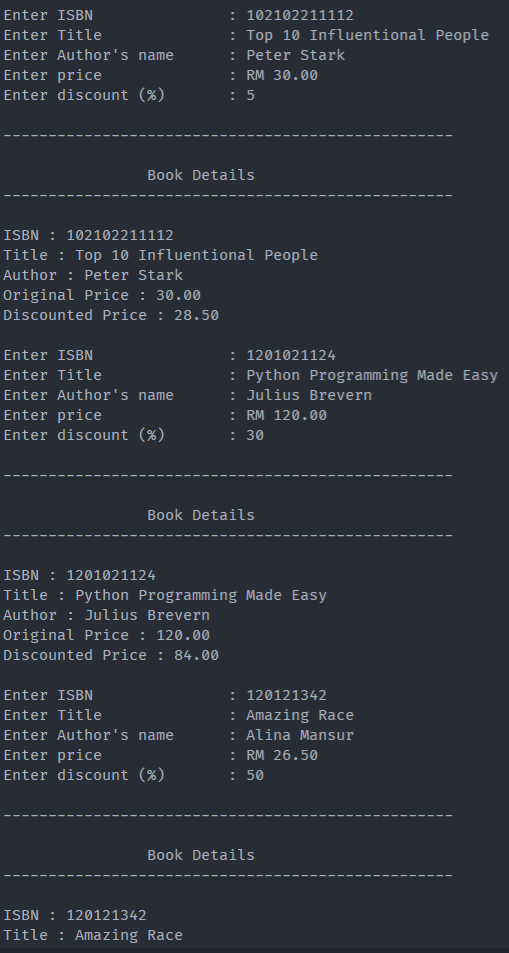 Enter ISBN               : 102102211112
Enter Title              : Top 10 Influentional People
Enter Author's name      : Peter Stark
Enter price              : RM 30.00
Enter discount (%)       : 5
--------------------------------------------------
                Book Details
--------------------------------------------------
ISBN : 102102211112
Title : Top 10 Influentional People
Author : Peter Stark
Original Price : 30.00
Discounted Price : 28.50
Enter ISBN               : 1201021124
Enter Title              : Python Programming Made Easy
Enter Author's name      : Julius Brevern
Enter price              : RM 120.00
Enter discount (%)       : 30
--------------------------------------------------
                Book Details
--------------------------------------------------
ISBN : 1201021124
Title : Python Programming Made Easy
Author : Julius Brevern
Original Price : 120.00
Discounted Price : 84.00
Enter ISBN               : 120121342
Enter Title              : Amazing Race
Enter Author's name      : Alina Mansur
Enter price              : RM 26.50
Enter discount (%)       : 50
--------------------------------------------------
                Book Details
--------------------------------------------------
ISBN : 120121342
Title : Amazing Race